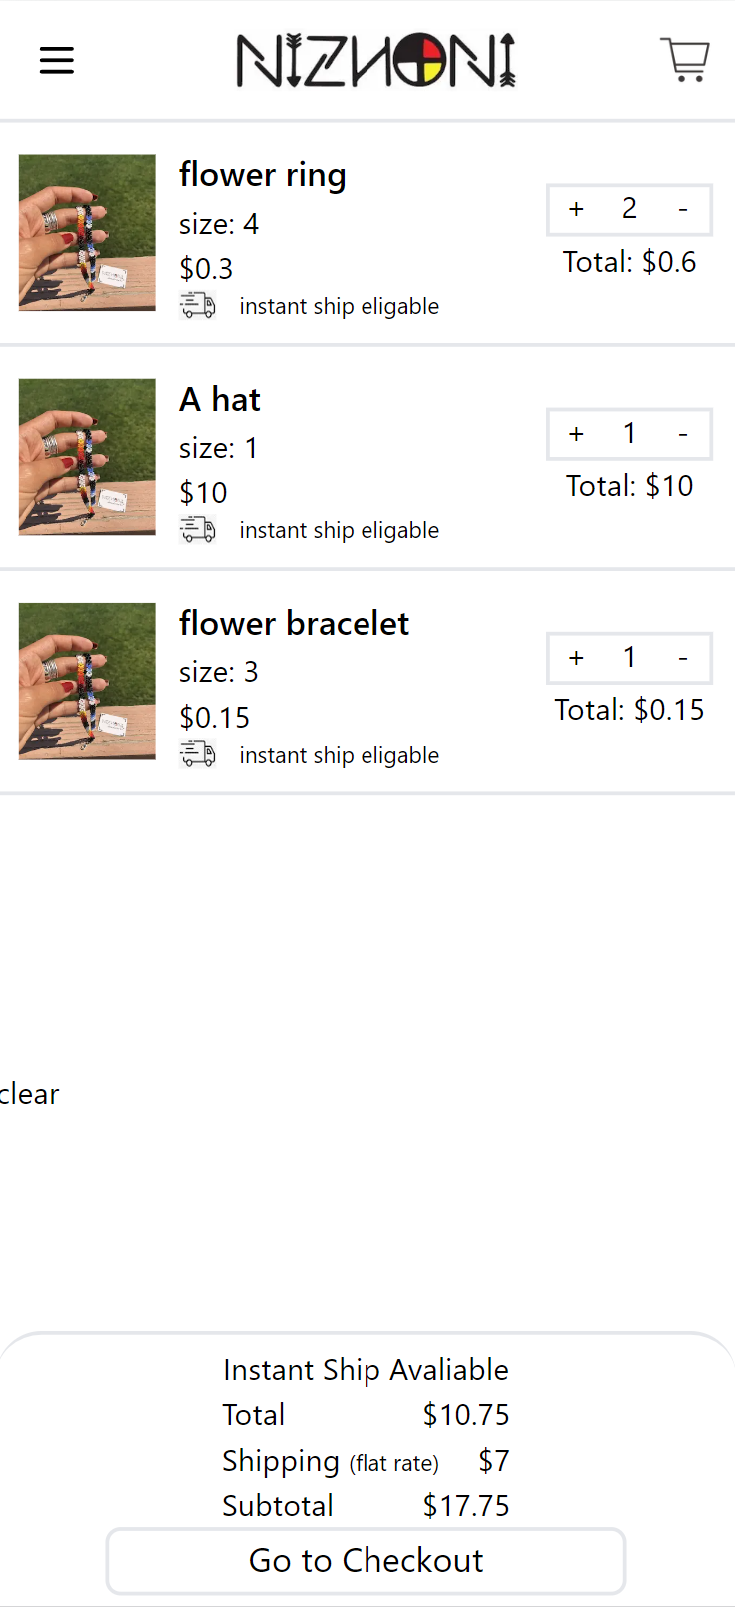 NIZHONI
flower ring
size: 4
$0.3
instant ship eligable
+ 2 -
Total: $0.6
A hat
size: 1
$10
instant ship eligable
+ 1 -
Total: $10
flower bracelet
size: 3
$0.15
instant ship eligable
+ 1 -
Total: $0.15
clear
Instant Ship Avaliable
Total $10.75
Shipping (flat rate) $7
Subtotal $17.75
Go to Checkout